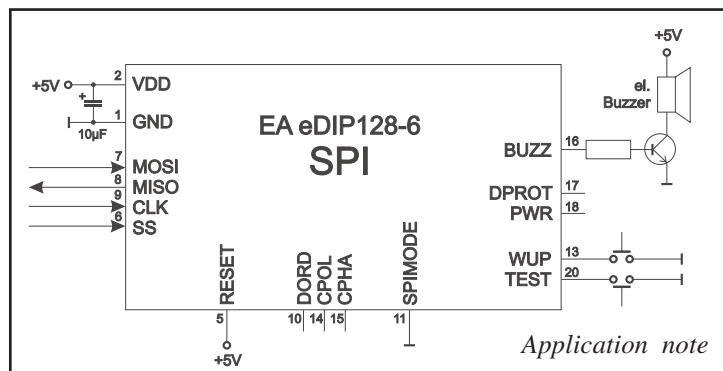 +5V
el.
Buzzer
+5V
2
VDD
+
10µF
1
GND
EA eDIP128-6
SPI
7
MOSI
8
MISO
9
CLK
6
SS
BUZZ
16
DPROT
17
PWR
18
WUP
13
TEST
20
RESET
DORD
CPOL
CPHA
SPIMODE
5
10
14
15
11
+5V
Application note